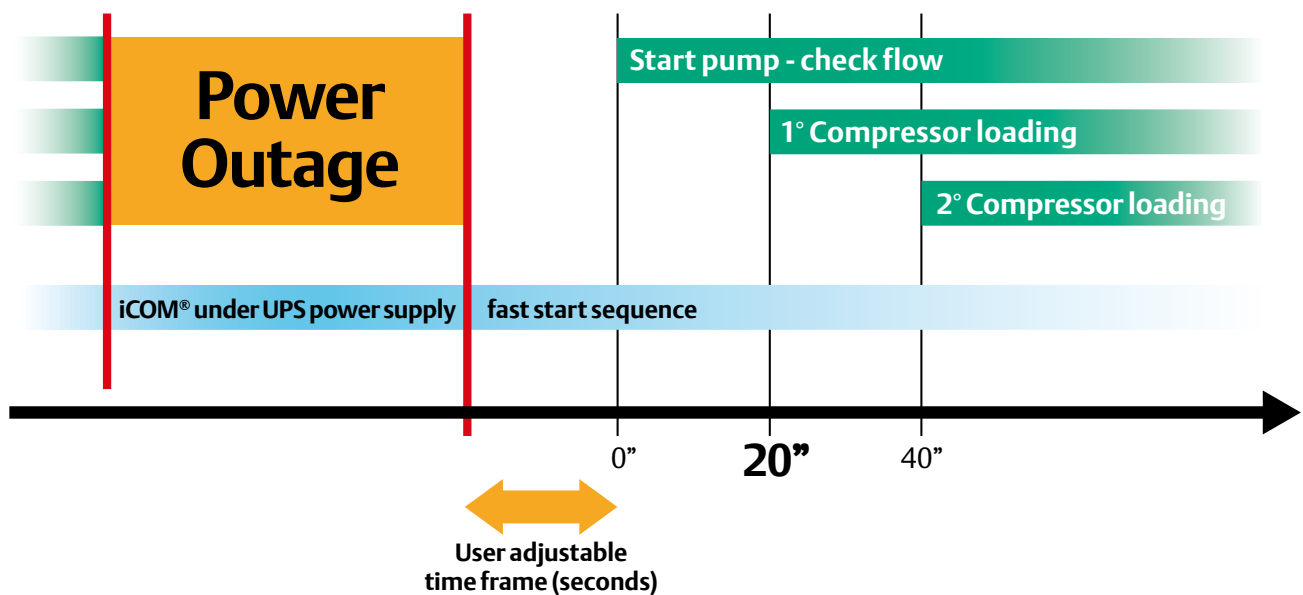 Power
Outage
Start pump - check flow
1° Compressor loading
2° Compressor loading
iCOM® under UPS power supply
fast start sequence
0”
20”
40”
User adjustable
time frame (seconds)